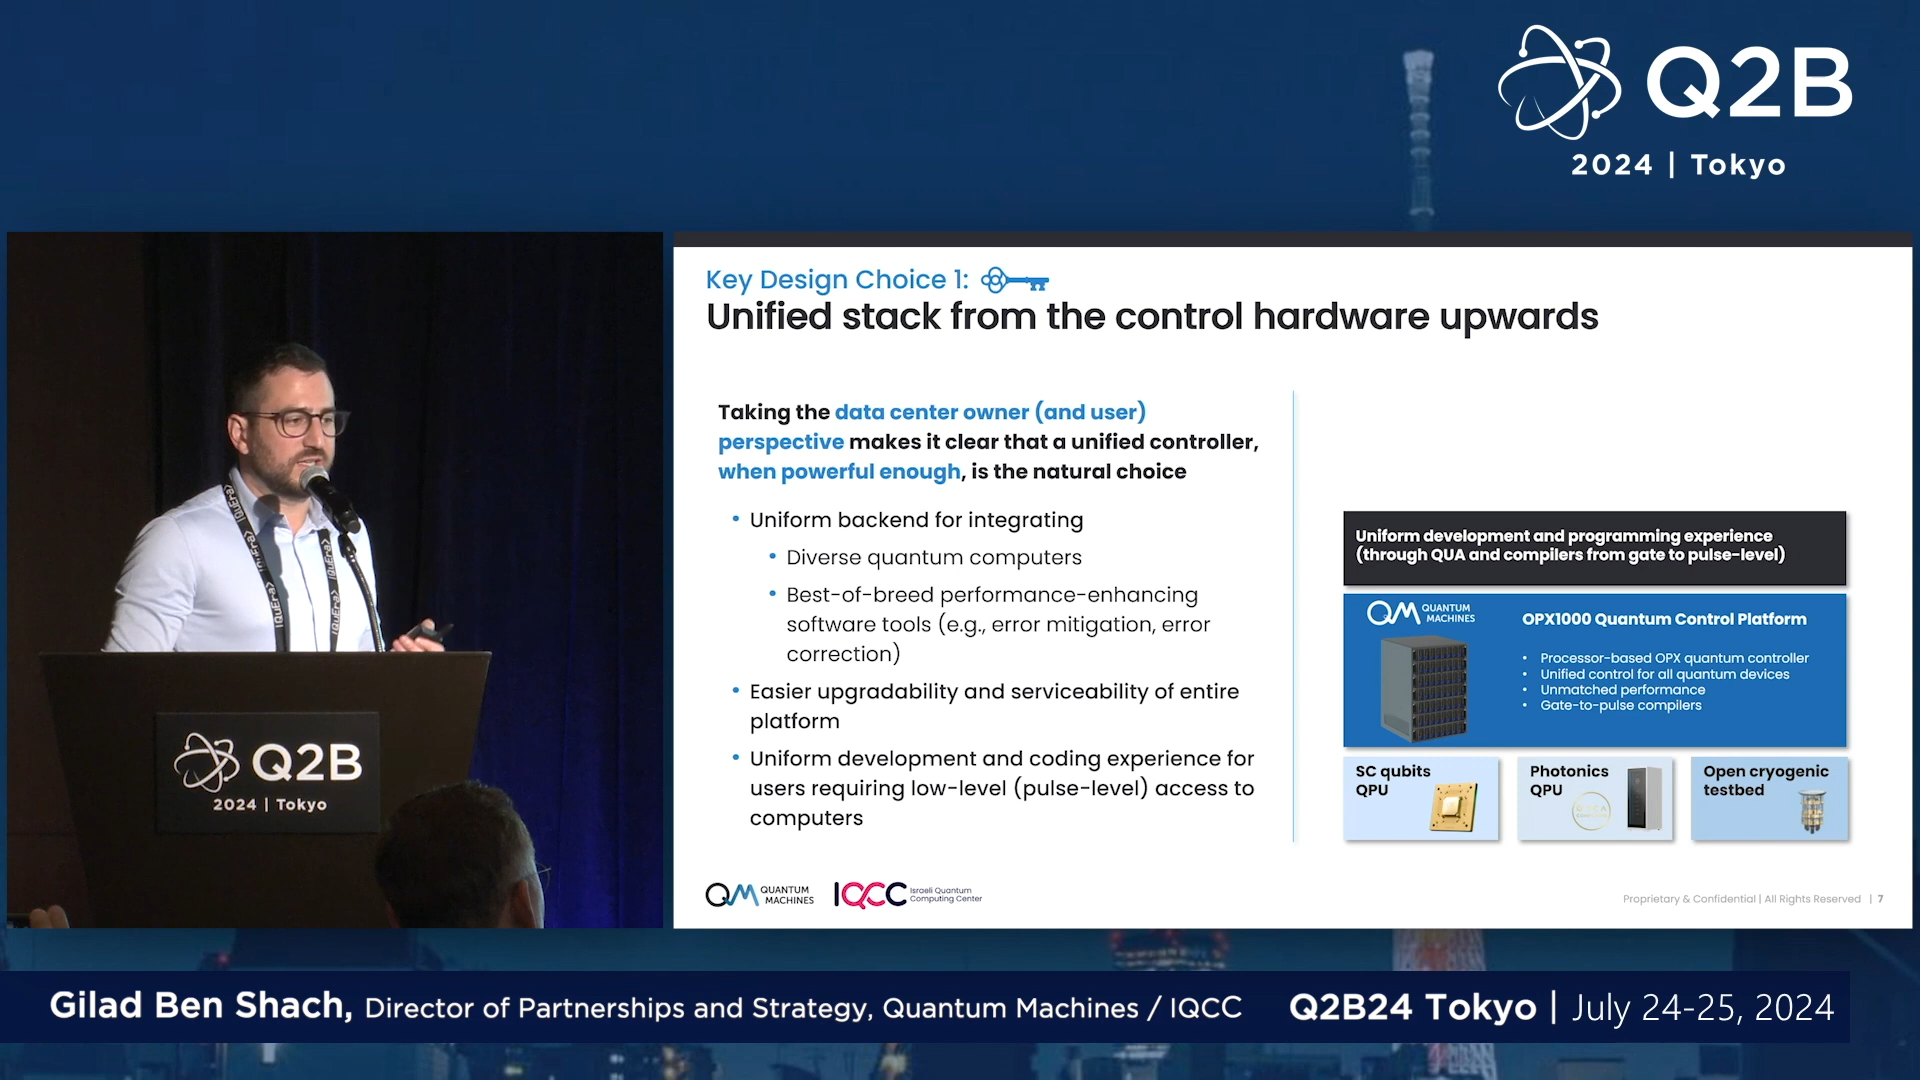 Q2B
2024 | Tokyo
Key Design Choice 1:
Unified stack from the control hardware upwards
Taking the data center owner (and user)
perspective makes it clear that a unified controller,
when powerful enough, is the natural choice
• Uniform backend for integrating
• Diverse quantum computers
• Best-of-breed performance-enhancing
software tools (e.g., error mitigation, error
correction)
• Easier upgradability and serviceability of entire
platform
• Uniform development and coding experience for
users requiring low-level (pulse-level) access to
computers
Uniform development and programming experience
(through QUA and compilers from gate to pulse-level)
QM QUANTUM
MACHINES
OPX1000 Quantum Control Platform
• Processor-based OPX quantum controller
• Unified control for all quantum devices
• Unmatched performance
• Gate-to-pulse compilers
SC qubits
QPU
Photonics
QPU
Open cryogenic
testbed
QM QUANTUM
MACHINES
IQCC Israeli Quantum
Computing Center
Proprietary & Confidential | All Rights Reserved | 7
IQuEra>
IQuEra>
IQuEra>
Q2B
2024 | Tokyo
Gilad Ben Shach, Director of Partnerships and Strategy, Quantum Machines / IQCC
Q2B24 Tokyo | July 24-25, 2024